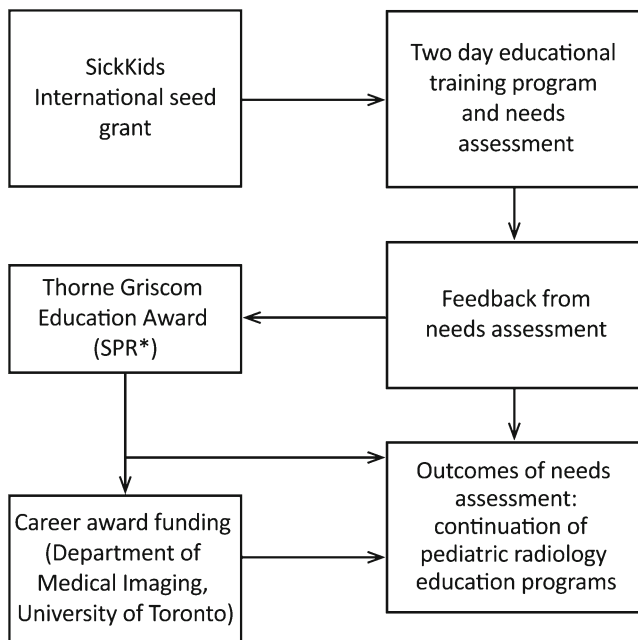 SickKids
International seed
grant
Two day educational
training program
and needs
assessment
Thorne Griscom
Education Award
(SPR*)
Feedback from
needs assessment
Career award funding
(Department of
Medical Imaging,
University of Toronto)
Outcomes of needs
assessment:
continuation of
pediatric radiology
education programs